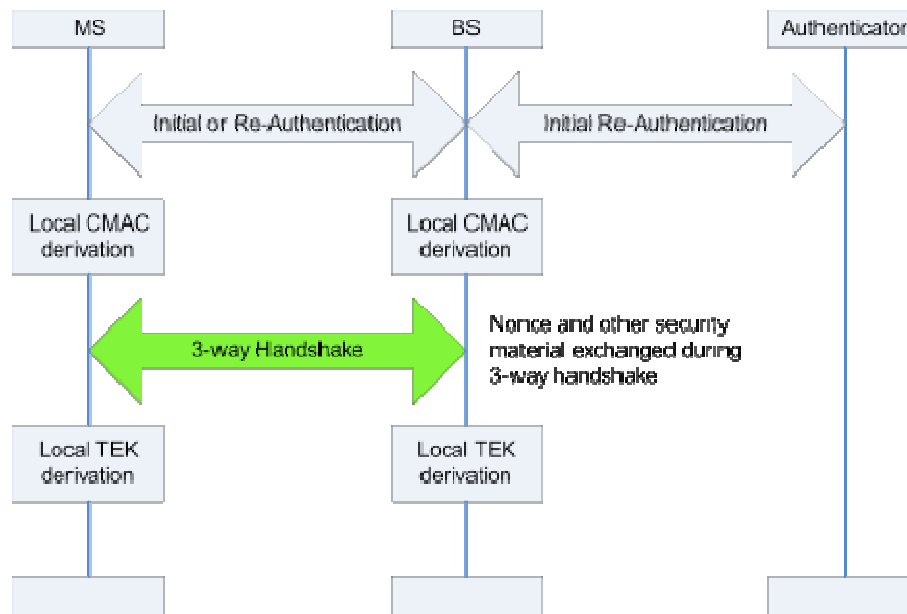 MS
BS
Authenticator
Initial or Re-Authentication
Initial Re-Authentication
Local CMAC
derivation
Local CMAC
derivation
3-way Handshake
Nonce and other security
material exchanged during
3-way handshake
Local TEK
derivation
Local TEK
derivation